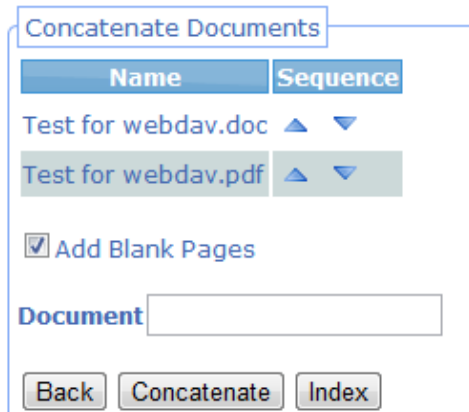 Concatenate Documents
Name Sequence
Test for webdav.doc
Test for webdav.pdf
Add Blank Pages
Document
Back Concatenate Index